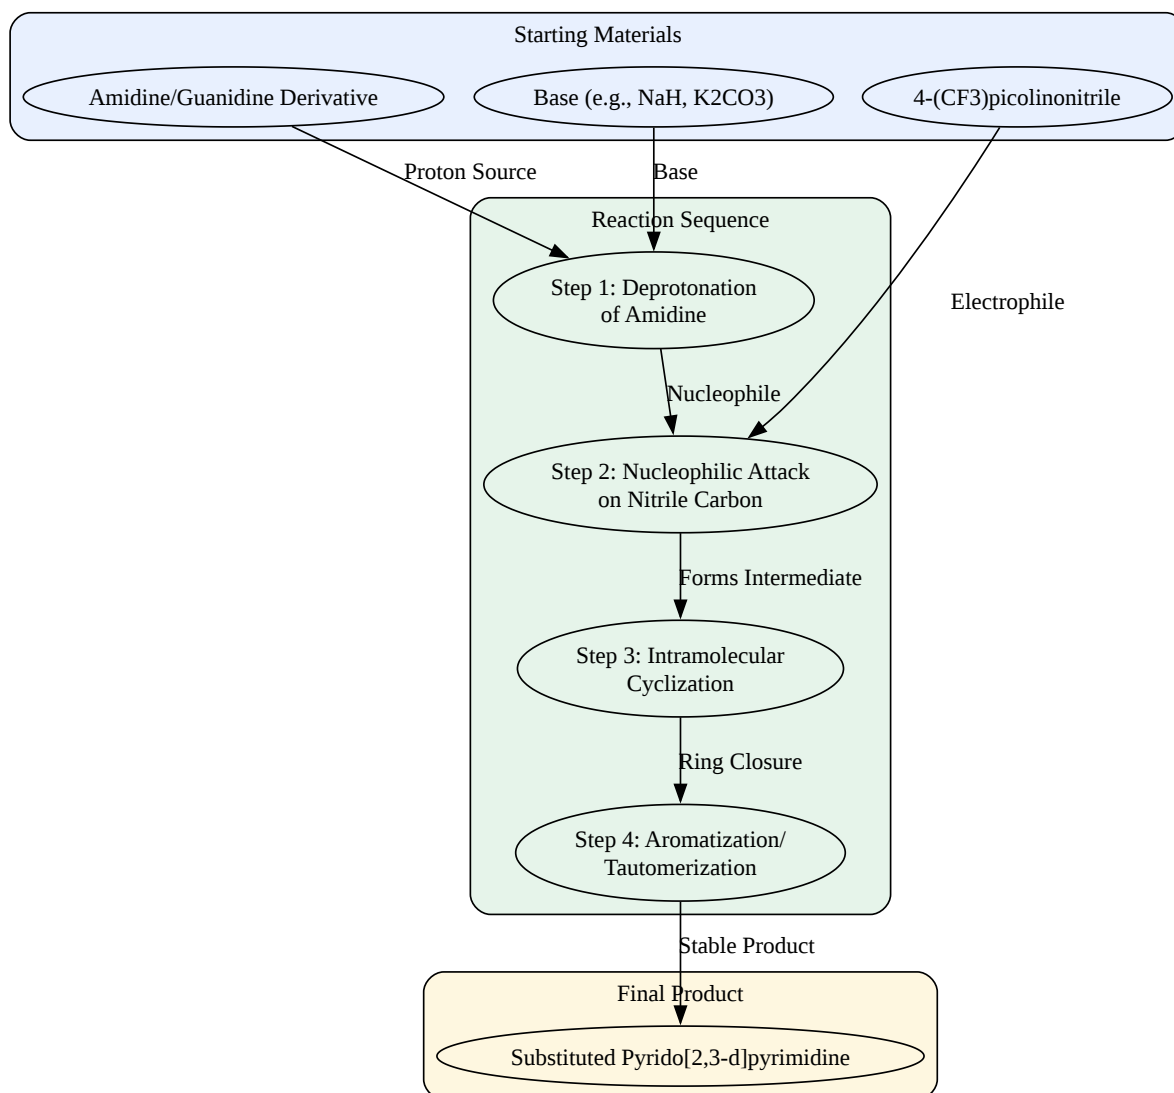 Starting Materials
Amidine/Guanidine Derivative
Base (e.g., NaH, K2CO3)
4-(CF3)picolinonitrile
Proton Source
Base
Reaction Sequence
Step 1: Deprotonation
of Amidine
Electrophile
Nucleophile
Step 2: Nucleophilic Attack
on Nitrile Carbon
Forms Intermediate
Step 3: Intramolecular
Cyclization
Ring Closure
Step 4: Aromatization/
Tautomerization
Stable Product
Final Product
Substituted Pyrido[2,3-d]pyrimidine